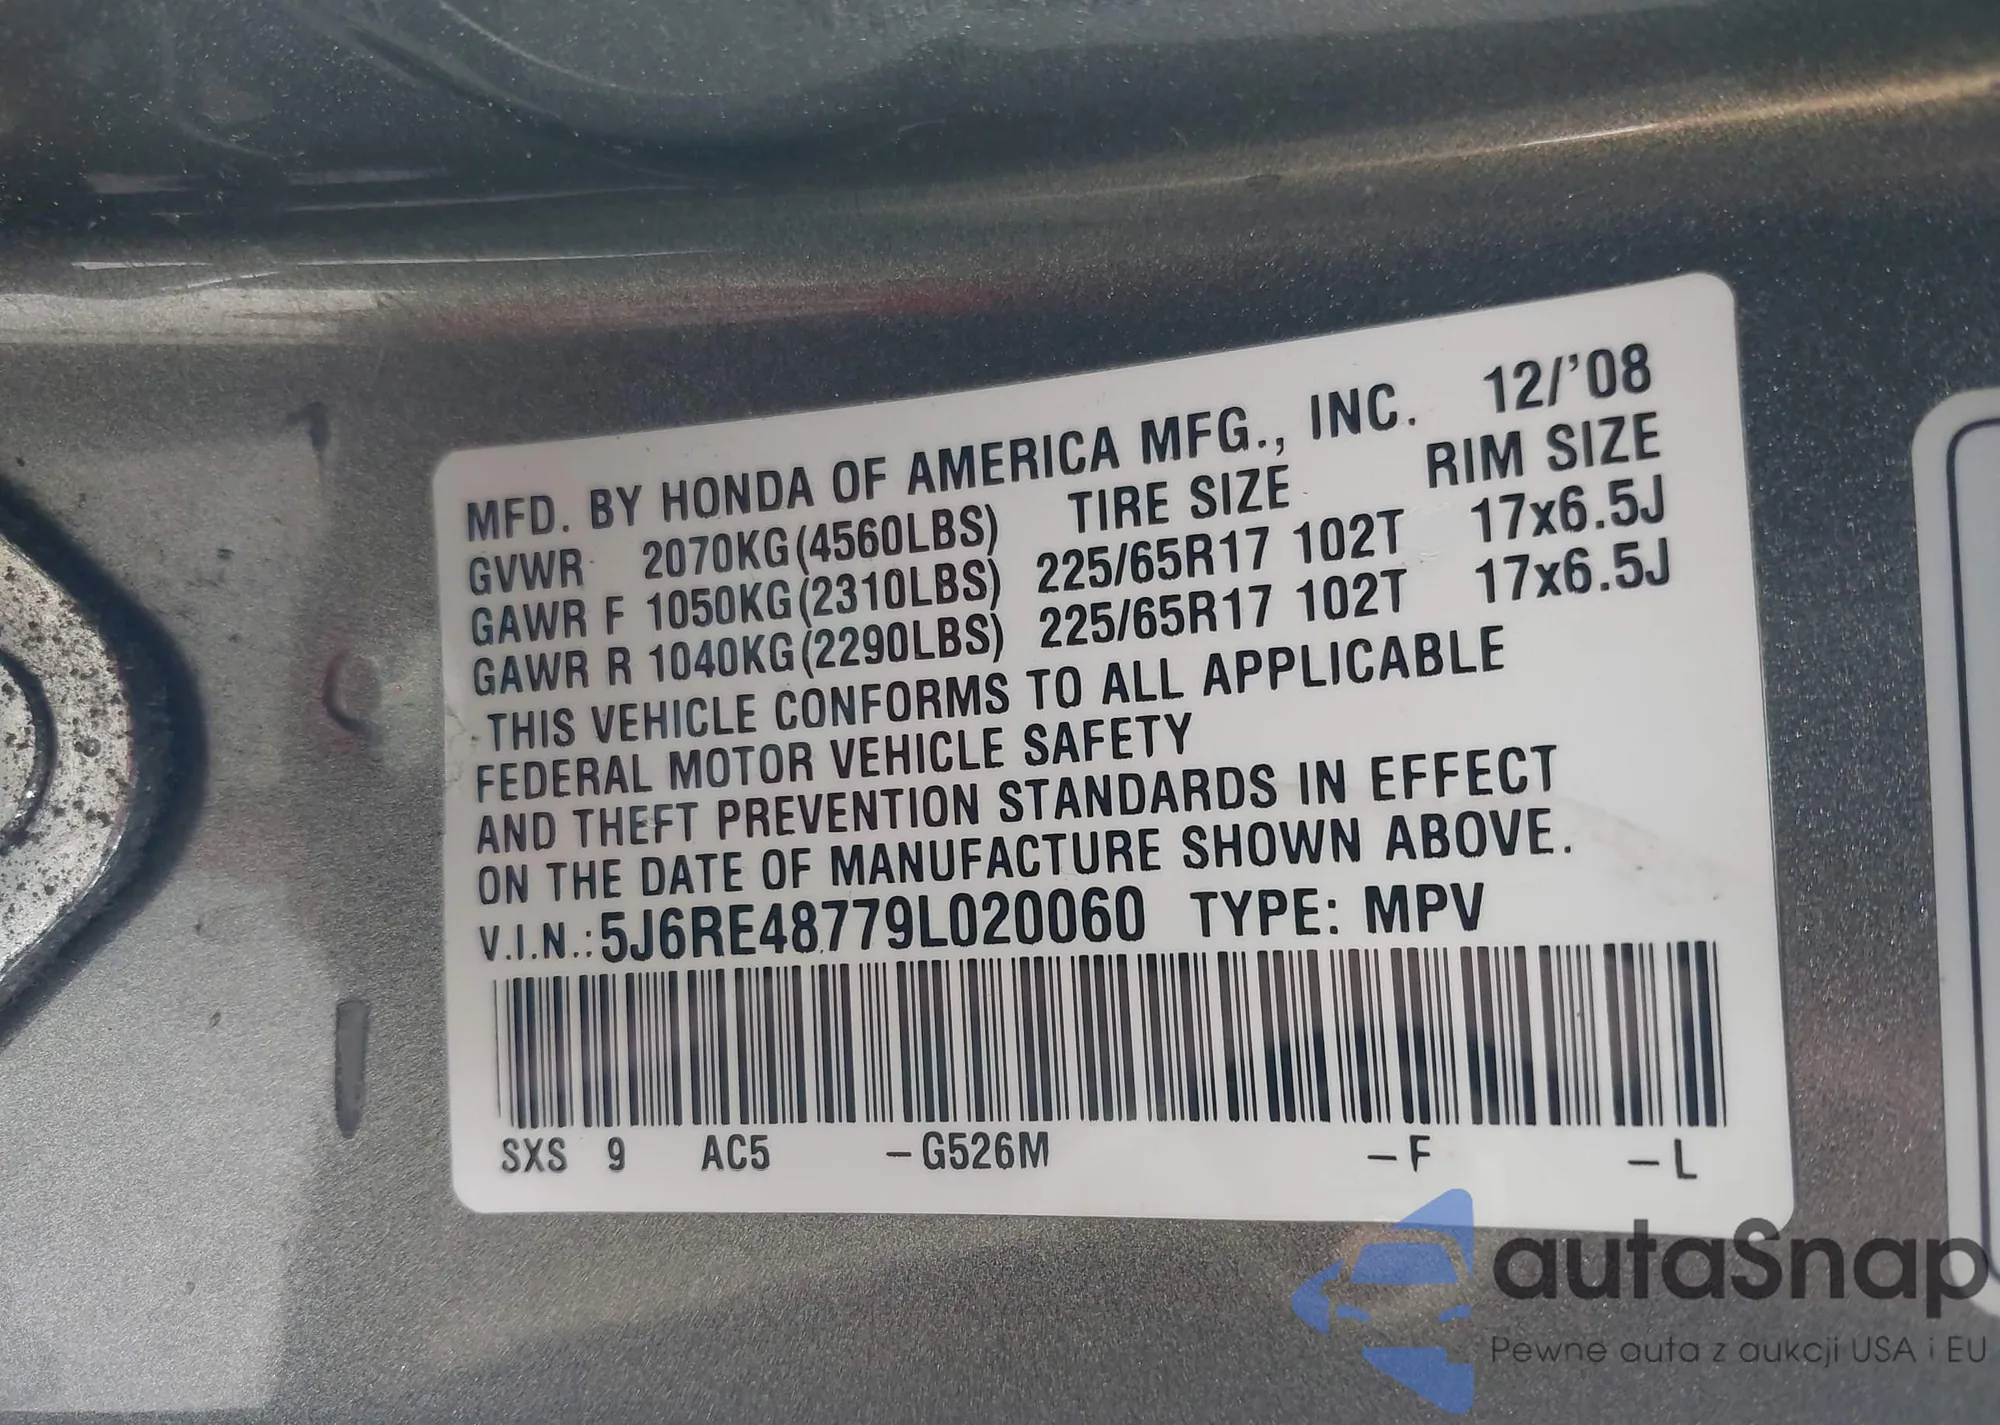 MFD. BY HONDA OF AMERICA MFG., INC. 12/'08
GVWR 2070KG(4560LBS) TIRE SIZE RIM SIZE
GAWR F 1050KG(2310LBS) 225/65R17 102T 17x6.5J
GAWR R 1040KG(2290LBS) 225/65R17 102T 17x6.5J
THIS VEHICLE CONFORMS TO ALL APPLICABLE
FEDERAL MOTOR VEHICLE SAFETY
AND THEFT PREVENTION STANDARDS IN EFFECT
ON THE DATE OF MANUFACTURE SHOWN ABOVE.
V.I.N.:5J6RE48779L020060 TYPE: MPV
SXS 9 AC5 -G526M -F -L
autaSnap
Pewne auta z aukcji USA i EU